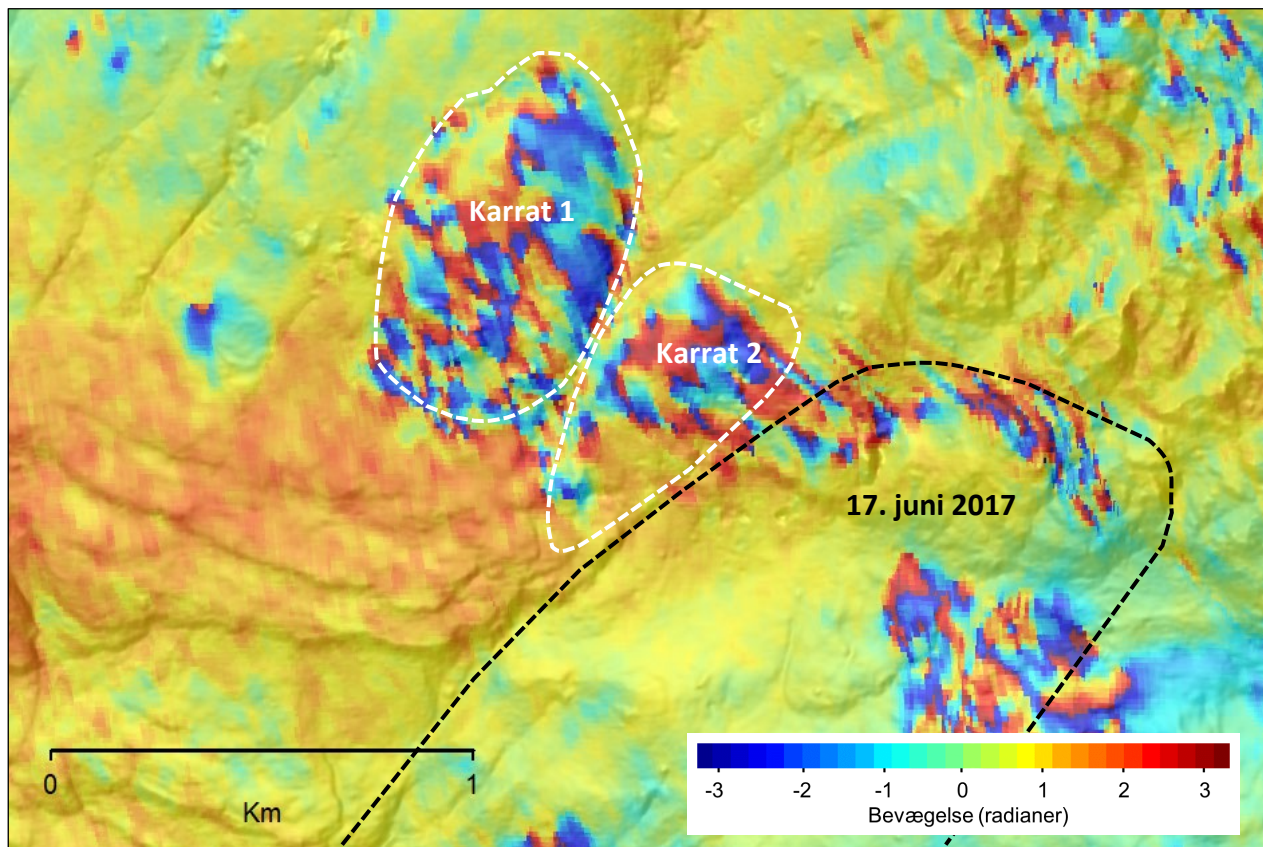 Karrat 1
Karrat 2
17. juni 2017
0 1
Km
-3 -2 -1 0 1 2 3
Bevægelse (radianer)